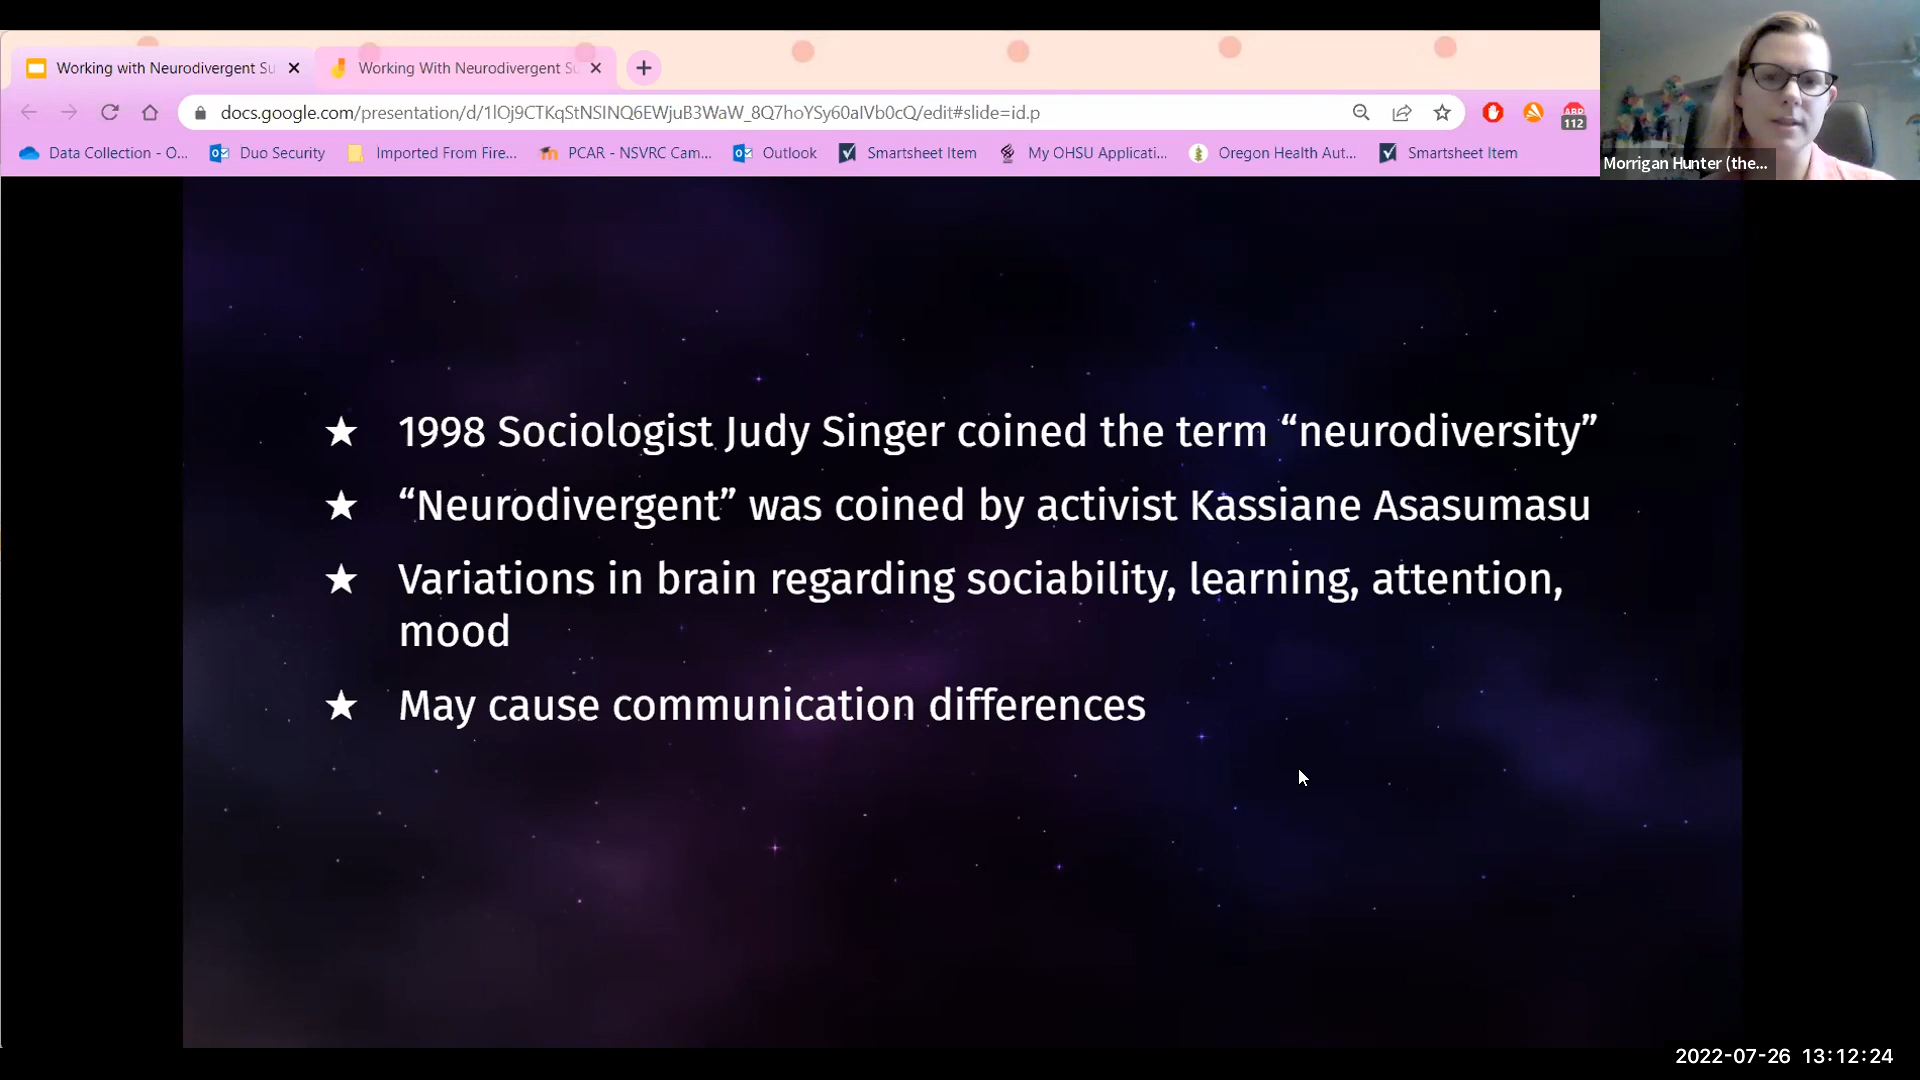 Working with Neurodivergent Su
Working With Neurodivergent S
docs.google.com/presentation/d/1lOj9CTKqStNSINQ6EWjuB3WaW_8Q7hoYSy60aIVb0cQ/edit#slide=id.p
ABP
112
Data Collection - O...
Duo Security
Imported From Fire...
PCAR - NSVRC Cam...
Outlook
Smartsheet Item
My OHSU Applicati...
Oregon Health Aut...
Smartsheet Item
Morrigan Hunter (the...
★ 1998 Sociologist Judy Singer coined the term “neurodiversity”
★ “Neurodivergent” was coined by activist Kassiane Asasumasu
★ Variations in brain regarding sociability, learning, attention,
mood
★ May cause communication differences
2022-07-26 13:12:24